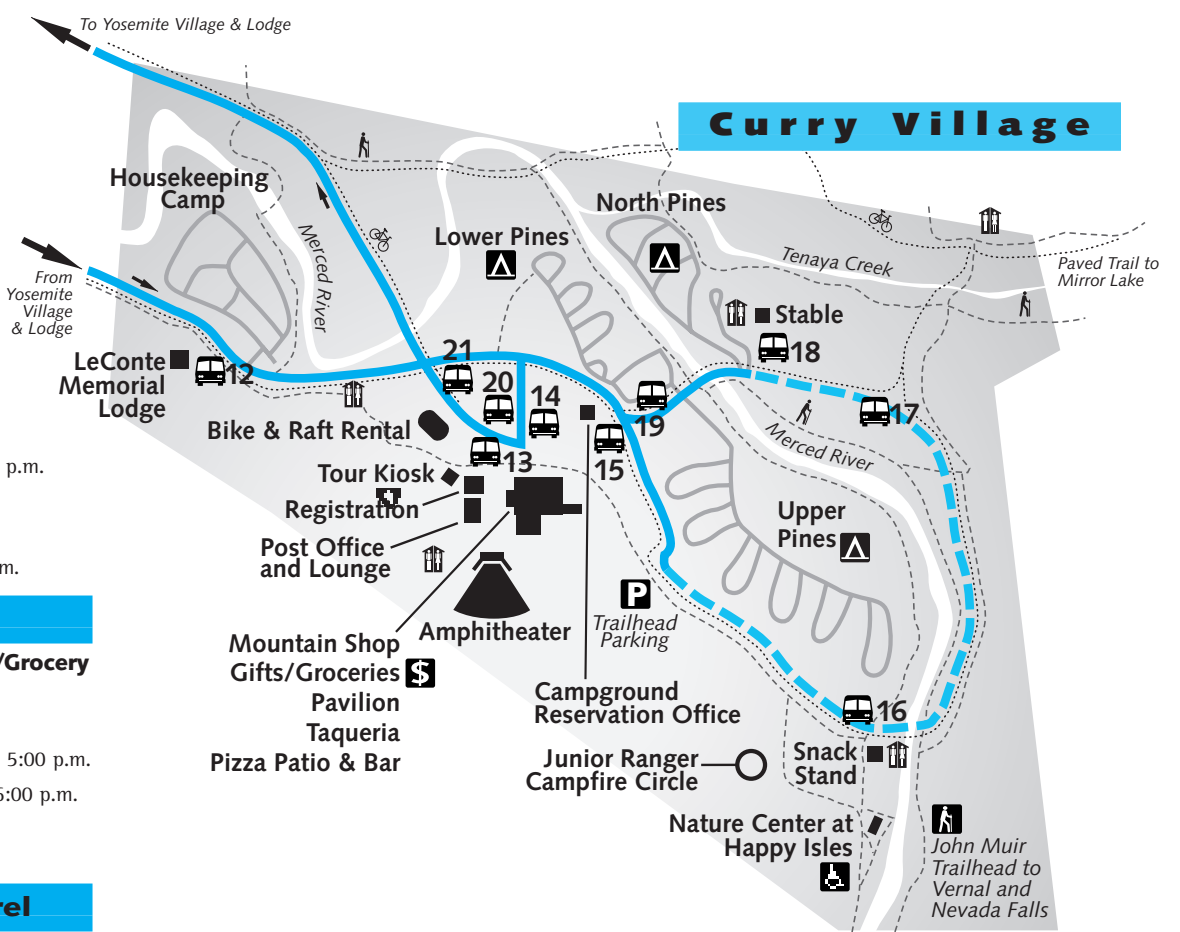 To Yosemite Village & Lodge
Curry Village
Housekeeping
Camp
North Pines
Lower Pines
Merced River
Tenaya Creek
Paved Trail to
Mirror Lake
From
Yosemite
Village
& Lodge
Stable
18
LeConte
Memorial
Lodge
12
21
20
14
19
17
Bike & Raft Rental
13
15
Merced River
p.m.
Tour Kiosk
Registration
Upper
Pines
Post Office
and Lounge
m.
P
Trailhead
Parking
Amphitheater
/Grocery
Mountain Shop
Gifts/Groceries $
Pavilion
Taqueria
Pizza Patio & Bar
Campground
Reservation Office
16
5:00 p.m.
5:00 p.m.
Junior Ranger
Campfire Circle
Snack
Stand
Nature Center at
Happy Isles
John Muir
Trailhead to
Vernal and
Nevada Falls
rel